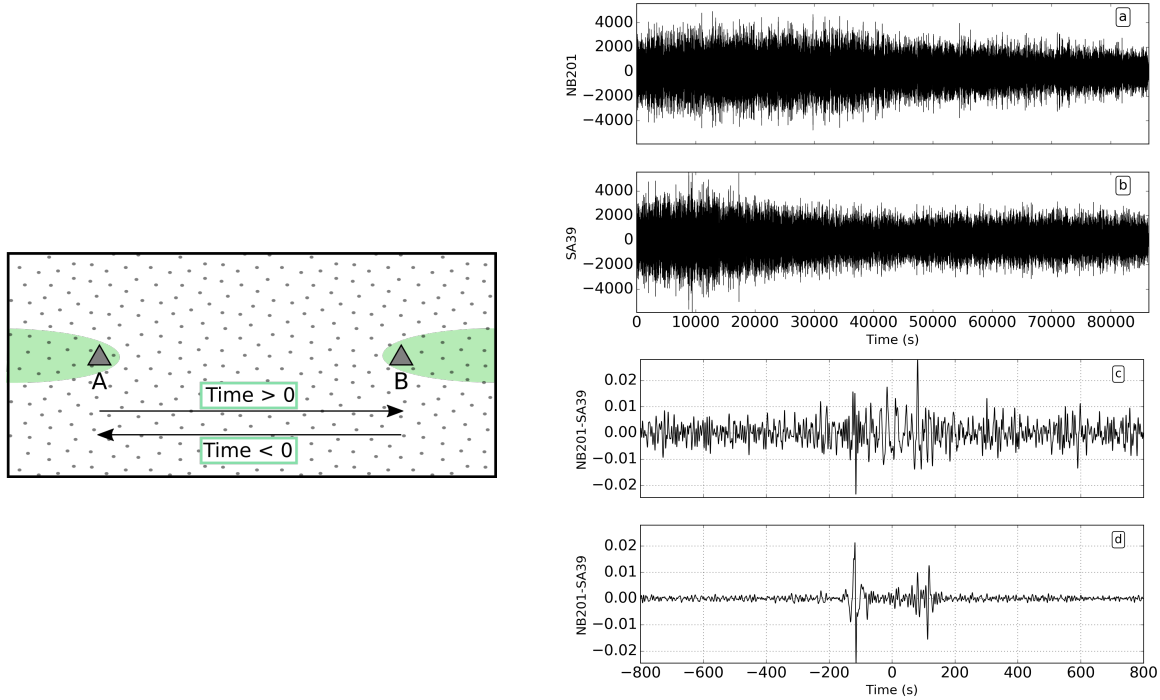 A
B
Time > 0
Time < 0
a
NB201
4000
2000
0
−2000
−4000
b
SA39
4000
2000
0
−2000
−4000
0 10000 20000 30000 40000 50000 60000 70000 80000
Time (s)
c
NB201-SA39
0.02
0.01
0.00
−0.01
−0.02
d
NB201-SA39
0.02
0.01
0.00
−0.01
−0.02
−800 −600 −400 −200 0 200 400 600 800
Time (s)